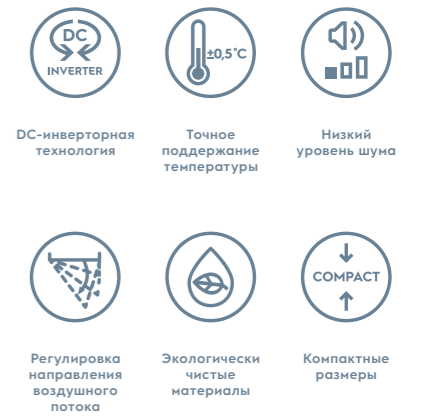 DC
INVERTER
±0,5°C
DC-инверторная
технология
Точное
поддержание
температуры
Низкий
уровень шума
COMPACT
Регулировка
направления
воздушного
потока
Экологически
чистые
материалы
Компактные
размеры